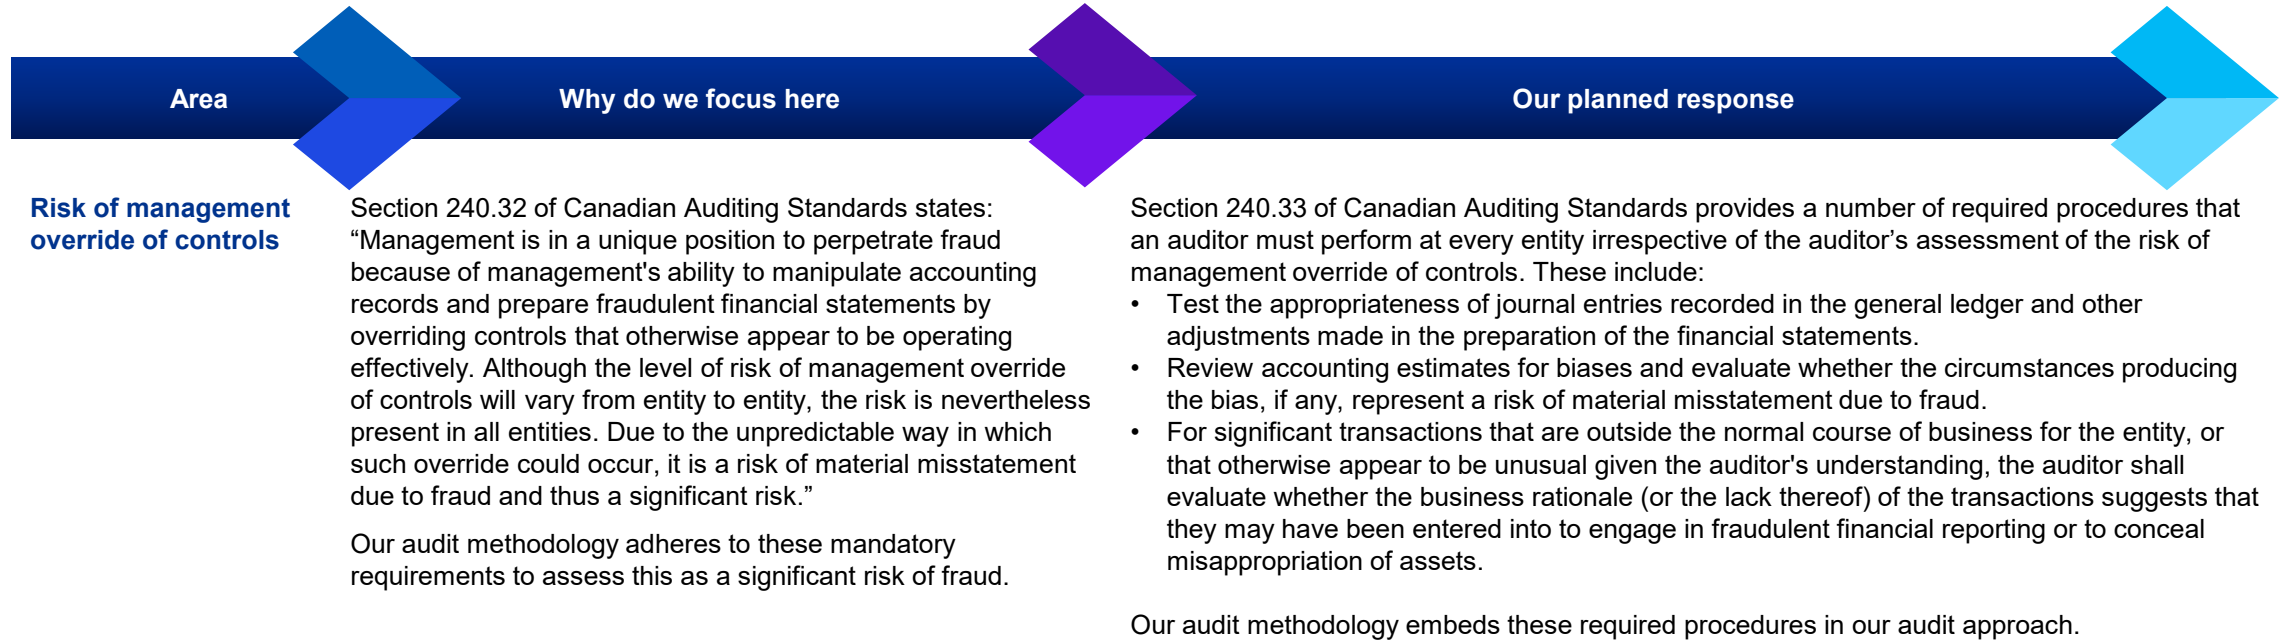 Area
Why do we focus here
Our planned response
Risk of management
override of controls
Section 240.32 of Canadian Auditing Standards states:
“Management is in a unique position to perpetrate fraud
because of management's ability to manipulate accounting
records and prepare fraudulent financial statements by
overriding controls that otherwise appear to be operating
effectively. Although the level of risk of management override
of controls will vary from entity to entity, the risk is nevertheless
present in all entities. Due to the unpredictable way in which
such override could occur, it is a risk of material misstatement
due to fraud and thus a significant risk.”
Our audit methodology adheres to these mandatory
requirements to assess this as a significant risk of fraud.
Section 240.33 of Canadian Auditing Standards provides a number of required procedures that
an auditor must perform at every entity irrespective of the auditor’s assessment of the risk of
management override of controls. These include:
• Test the appropriateness of journal entries recorded in the general ledger and other
adjustments made in the preparation of the financial statements.
• Review accounting estimates for biases and evaluate whether the circumstances producing
the bias, if any, represent a risk of material misstatement due to fraud.
• For significant transactions that are outside the normal course of business for the entity, or
that otherwise appear to be unusual given the auditor's understanding, the auditor shall
evaluate whether the business rationale (or the lack thereof) of the transactions suggests that
they may have been entered into to engage in fraudulent financial reporting or to conceal
misappropriation of assets.
Our audit methodology embeds these required procedures in our audit approach.